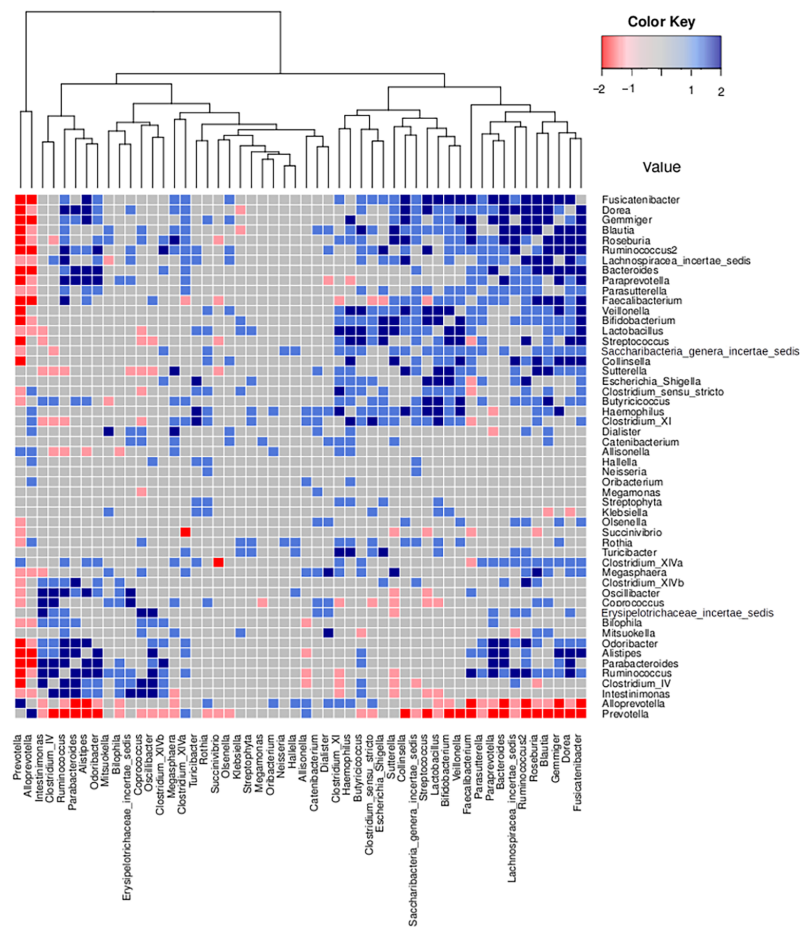 Color Key
−2 −1 1 2
Value
Fusicatenibacter
Dorea
Gemmiger
Blautia
Roseburia
Ruminococcus2
Lachnospiracea_incertae_sedis
Bacteroides
Paraprevotella
Parasutterella
Faecalibacterium
Veillonella
Bifidobacterium
Lactobacillus
Streptococcus
Saccharibacteria_genera_incertae_sedis
Collinsella
Sutterella
Escherichia_Shigella
Clostridium_sensu_stricto
Butyricicoccus
Haemophilus
Clostridium_XI
Dialister
Catenibacterium
Allisonella
Hallella
Neisseria
Oribacterium
Megamonas
Streptophyta
Klebsiella
Olsenella
Succinivibrio
Rothia
Turicibacter
Clostridium_XIVa
Megasphaera
Clostridium_XIVb
Oscillibacter
Coprococcus
Erysipelotrichaceae_incertae_sedis
Bilophila
Mitsuokella
Odoribacter
Alistipes
Parabacteroides
Ruminococcus
Clostridium_IV
Intestinimonas
Alloprevotella
Prevotella
Prevotella
Alloprevotella
Intestinimonas
Clostridium_IV
Ruminococcus
Parabacteroides
Alistipes
Odoribacter
Mitsuokella
Bilophila
Erysipelotrichaceae_incertae_sedis
Coprococcus
Oscillibacter
Clostridium_XIVb
Megasphaera
Clostridium_XIVa
Turicibacter
Rothia
Succinivibrio
Olsenella
Klebsiella
Streptophyta
Megamonas
Oribacterium
Neisseria
Hallella
Allisonella
Catenibacterium
Dialister
Clostridium_XI
Haemophilus
Butyricicoccus
Clostridium_sensu_stricto
Escherichia_Shigella
Sutterella
Collinsella
Saccharibacteria_genera_incertae_sedis
Streptococcus
Lactobacillus
Bifidobacterium
Veillonella
Faecalibacterium
Parasutterella
Paraprevotella
Bacteroides
Lachnospiracea_incertae_sedis
Ruminococcus2
Roseburia
Blautia
Gemmiger
Dorea
Fusicatenibacter